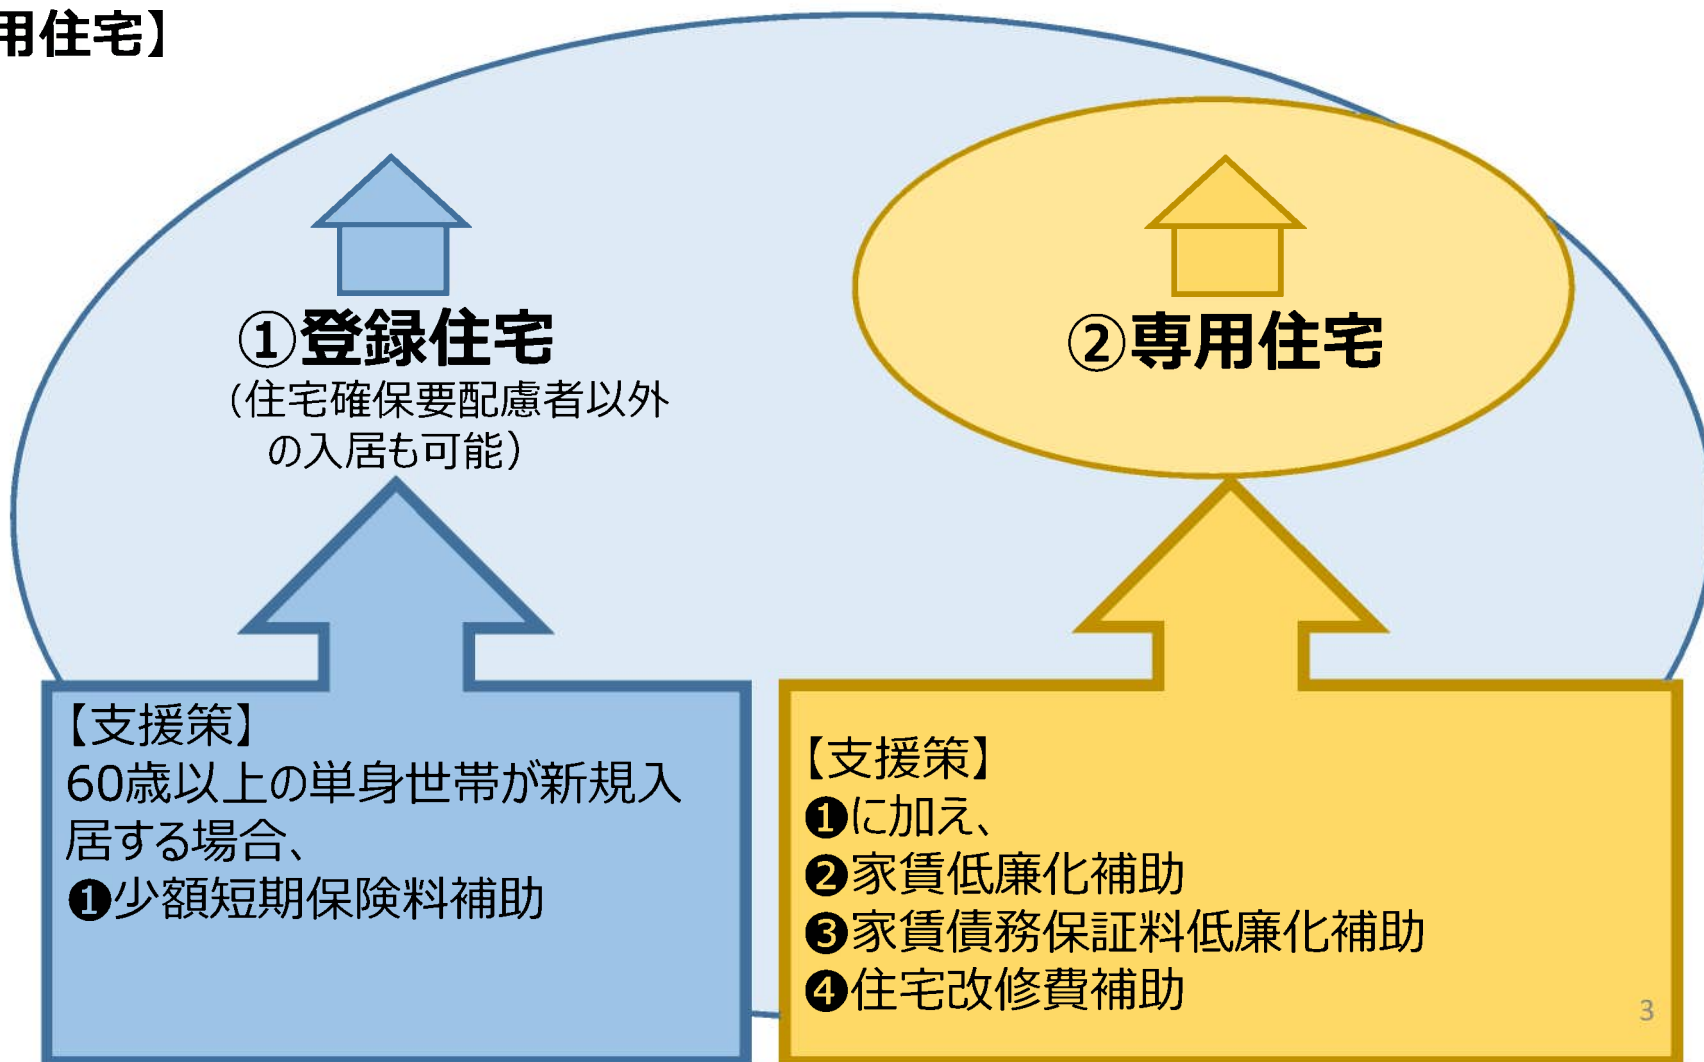 用住宅】
①登録住宅
（住宅確保要配慮者以外
の入居も可能）
②専用住宅
【支援策】
60歳以上の単身世帯が新規入
居する場合、
❶少額短期保険料補助
【支援策】
❶に加え、
❷家賃低廉化補助
❸家賃債務保証料低廉化補助
❹住宅改修費補助
3